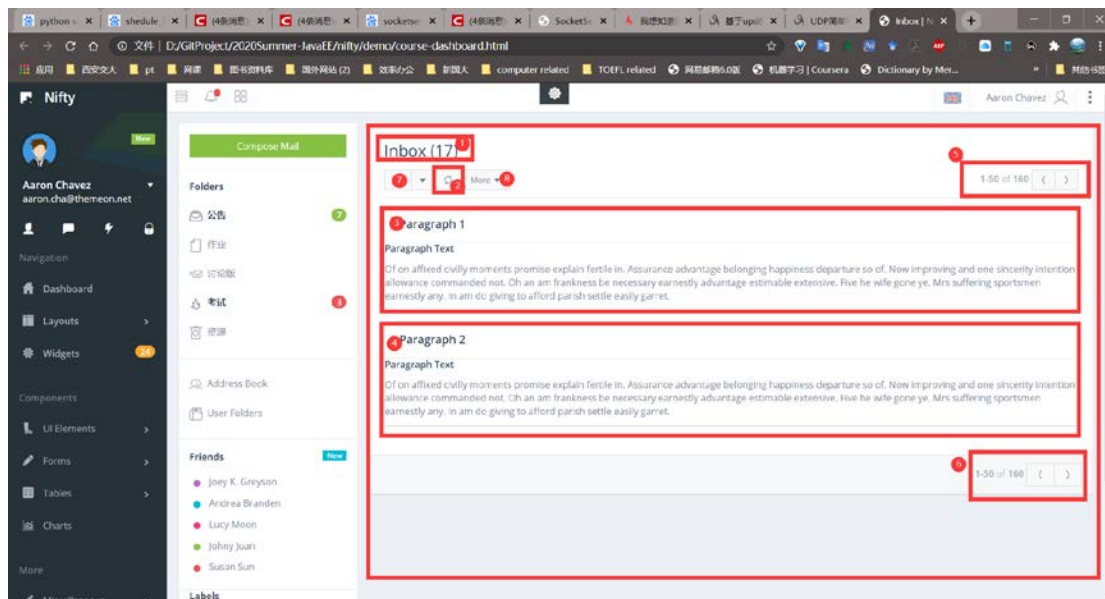 python
shedule
(4条消息)
(4条消息)
socketser
(4条消息)
SocketSe
我想知道
基于updi
UDP简单
Inbox | N
文件 | D:/GitProject/2020Summer-JavaEE/nifty/demo/course-dashboard.html
应用
西安交大
pt
网课
图书资料库
国外网站 (2)
效率办公
新国大
computer related
TOEFL related
网易邮箱6.0版
机器学习 | Coursera
Dictionary by Mer...
Nifty
Aaron Chavez
New
Aaron Chavez
aaron.cha@themeon.net
Navigation
Dashboard
Layouts
Widgets
24
Components
UI Elements
Forms
Tables
Charts
More
Compose Mail
Folders
公告
7
作业
讨论版
考试
3
资源
Address Book
User Folders
Friends
New
Joey K. Greyson
Andrea Branden
Lucy Moon
Johny Juan
Susan Sun
Labels
Inbox (17)
1
7
2
More
8
5
1-50 of 160
3
Paragraph 1
Paragraph Text
Of on affixed civilly moments promise explain fertile in. Assurance advantage belonging happiness departure so of. Now improving and one sincerity intention
allowance commanded not. Oh an am frankness be necessary earnestly advantage estimable extensive. Five he wife gone ye. Mrs suffering sportsmen
earnestly any. In am do giving to afford parish settle easily garret.
4
Paragraph 2
Paragraph Text
Of on affixed civilly moments promise explain fertile in. Assurance advantage belonging happiness departure so of. Now improving and one sincerity intention
allowance commanded not. Oh an am frankness be necessary earnestly advantage estimable extensive. Five he wife gone ye. Mrs suffering sportsmen
earnestly any. In am do giving to afford parish settle easily garret.
6
1-50 of 160